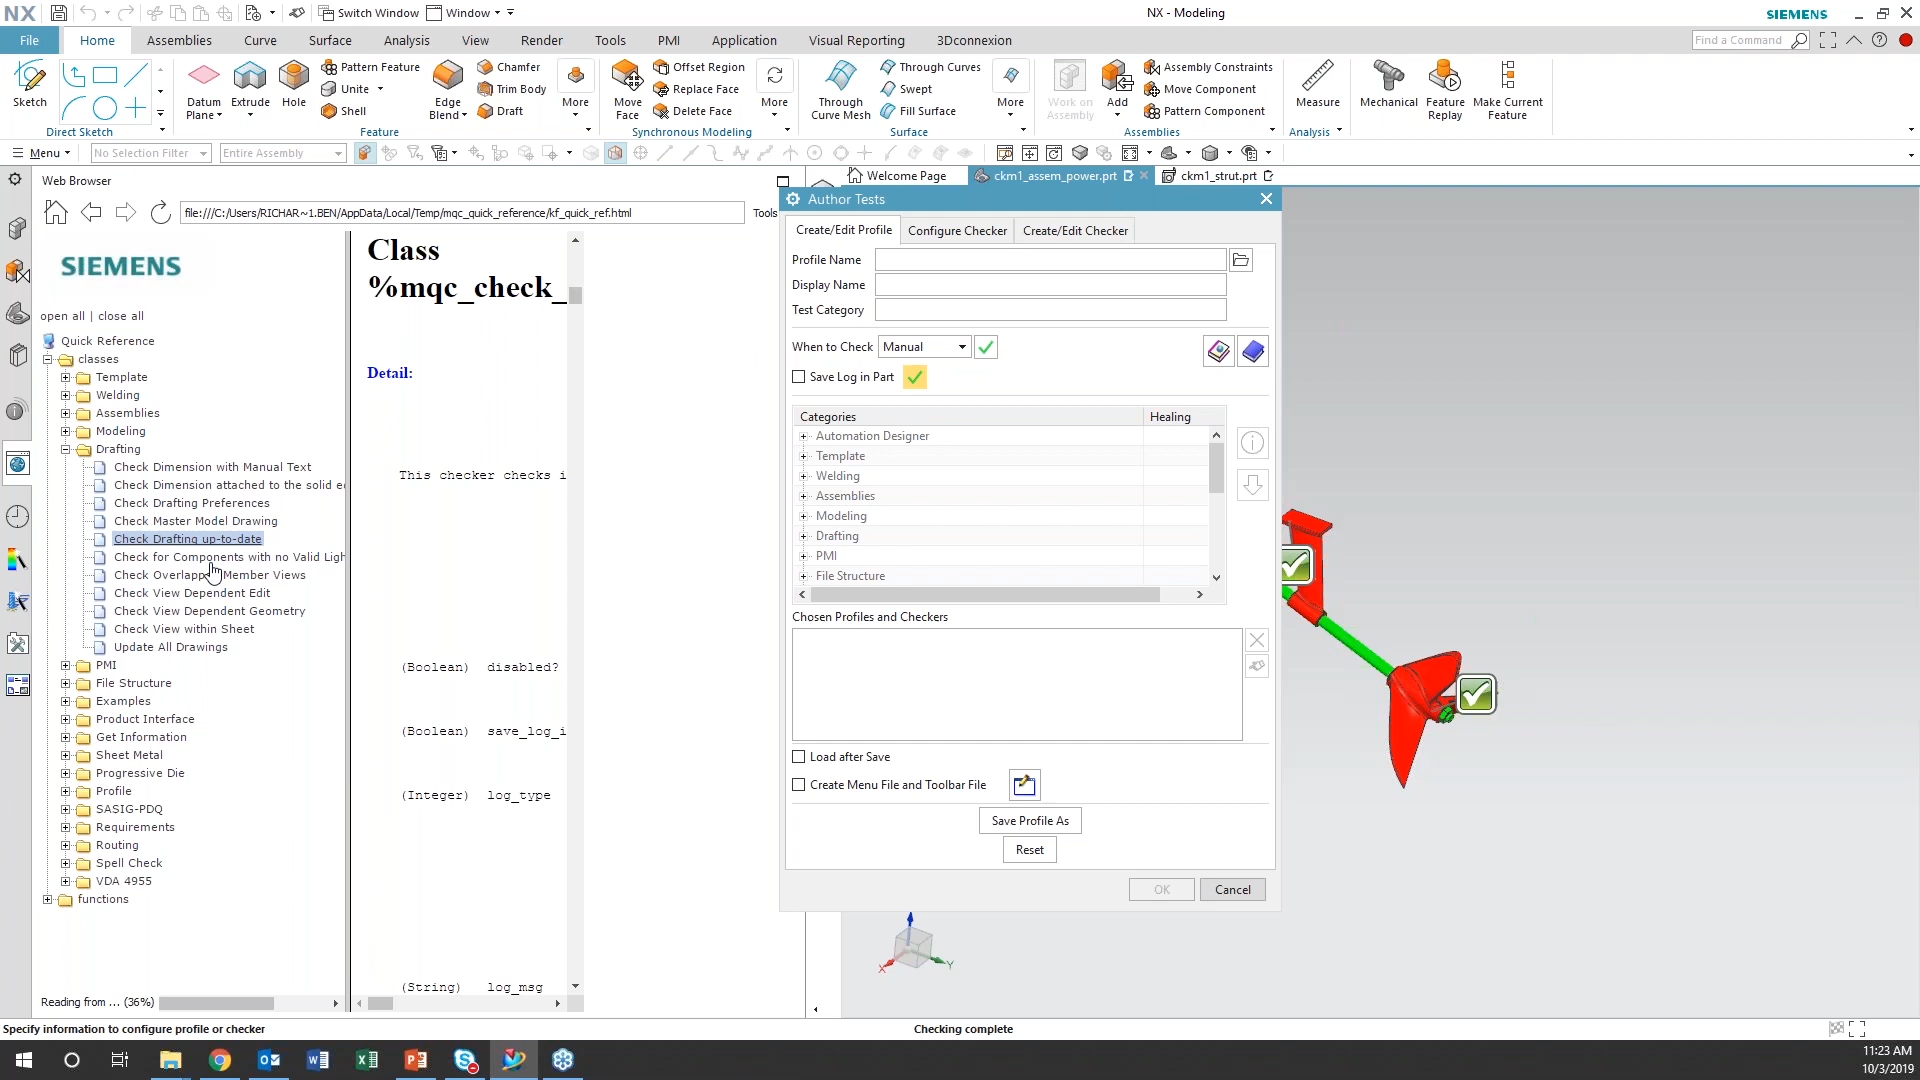 NX
Switch Window
Window
NX - Modeling
SIEMENS
File
Home
Assemblies
Curve
Surface
Analysis
View
Render
Tools
PMI
Application
Visual Reporting
3Dconnexion
Find a Command
Sketch
Direct Sketch
Datum Plane
Extrude
Hole
Pattern Feature
Unite
Shell
Edge Blend
Chamfer
Trim Body
Draft
More
Feature
Move Face
Offset Region
Replace Face
Delete Face
More
Synchronous Modeling
Through Curve Mesh
Through Curves
Swept
Fill Surface
More
Surface
Work on Assembly
Add
Assembly Constraints
Move Component
Pattern Component
Assemblies
Measure
Analysis
Mechanical
Feature Replay
Make Current Feature
Menu
No Selection Filter
Entire Assembly
Web Browser
file:///C:/Users/RICHAR~1.BEN/AppData/Local/Temp/mqc_quick_reference/kf_quick_ref.html
Tools
SIEMENS
open all | close all
Quick Reference
classes
Template
Welding
Assemblies
Modeling
Drafting
Check Dimension with Manual Text
Check Dimension attached to the solid e
Check Drafting Preferences
Check Master Model Drawing
Check Drafting up-to-date
Check for Components with no Valid Ligh
Check Overlapp Member Views
Check View Dependent Edit
Check View Dependent Geometry
Check View within Sheet
Update All Drawings
PMI
File Structure
Examples
Product Interface
Get Information
Sheet Metal
Progressive Die
Profile
SASIG-PDQ
Requirements
Routing
Spell Check
VDA 4955
functions
Reading from ... (36%)
Class
%mqc_check_
Detail:
This checker checks i
(Boolean) disabled?
(Boolean) save_log_i
(Integer) log_type
(String) log_msg
Welcome Page
ckm1_assem_power.prt
ckm1_strut.prt
Author Tests
Create/Edit Profile
Configure Checker
Create/Edit Checker
Profile Name
Display Name
Test Category
When to Check
Manual
Save Log in Part
Categories
Healing
Automation Designer
Template
Welding
Assemblies
Modeling
Drafting
PMI
File Structure
Chosen Profiles and Checkers
Load after Save
Create Menu File and Toolbar File
Save Profile As
Reset
OK
Cancel
X
Y
Specify information to configure profile or checker
Checking complete
11:23 AM
10/3/2019